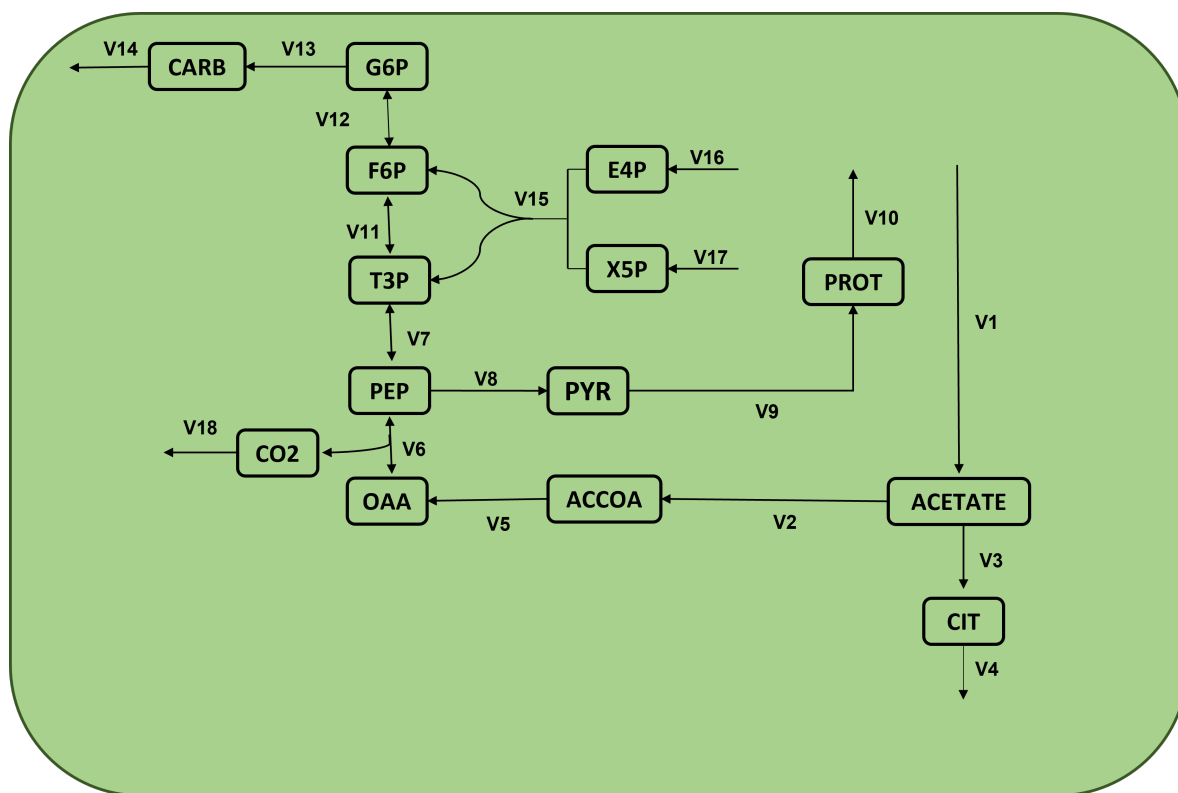 V14
V13
CARB
G6P
V12
F6P
E4P
V16
V15
V10
V11
T3P
X5P
V17
PROT
V1
V7
PEP
V8
PYR
V9
V18
CO2
V6
OAA
ACCOA
ACETATE
V5
V2
V3
CIT
V4